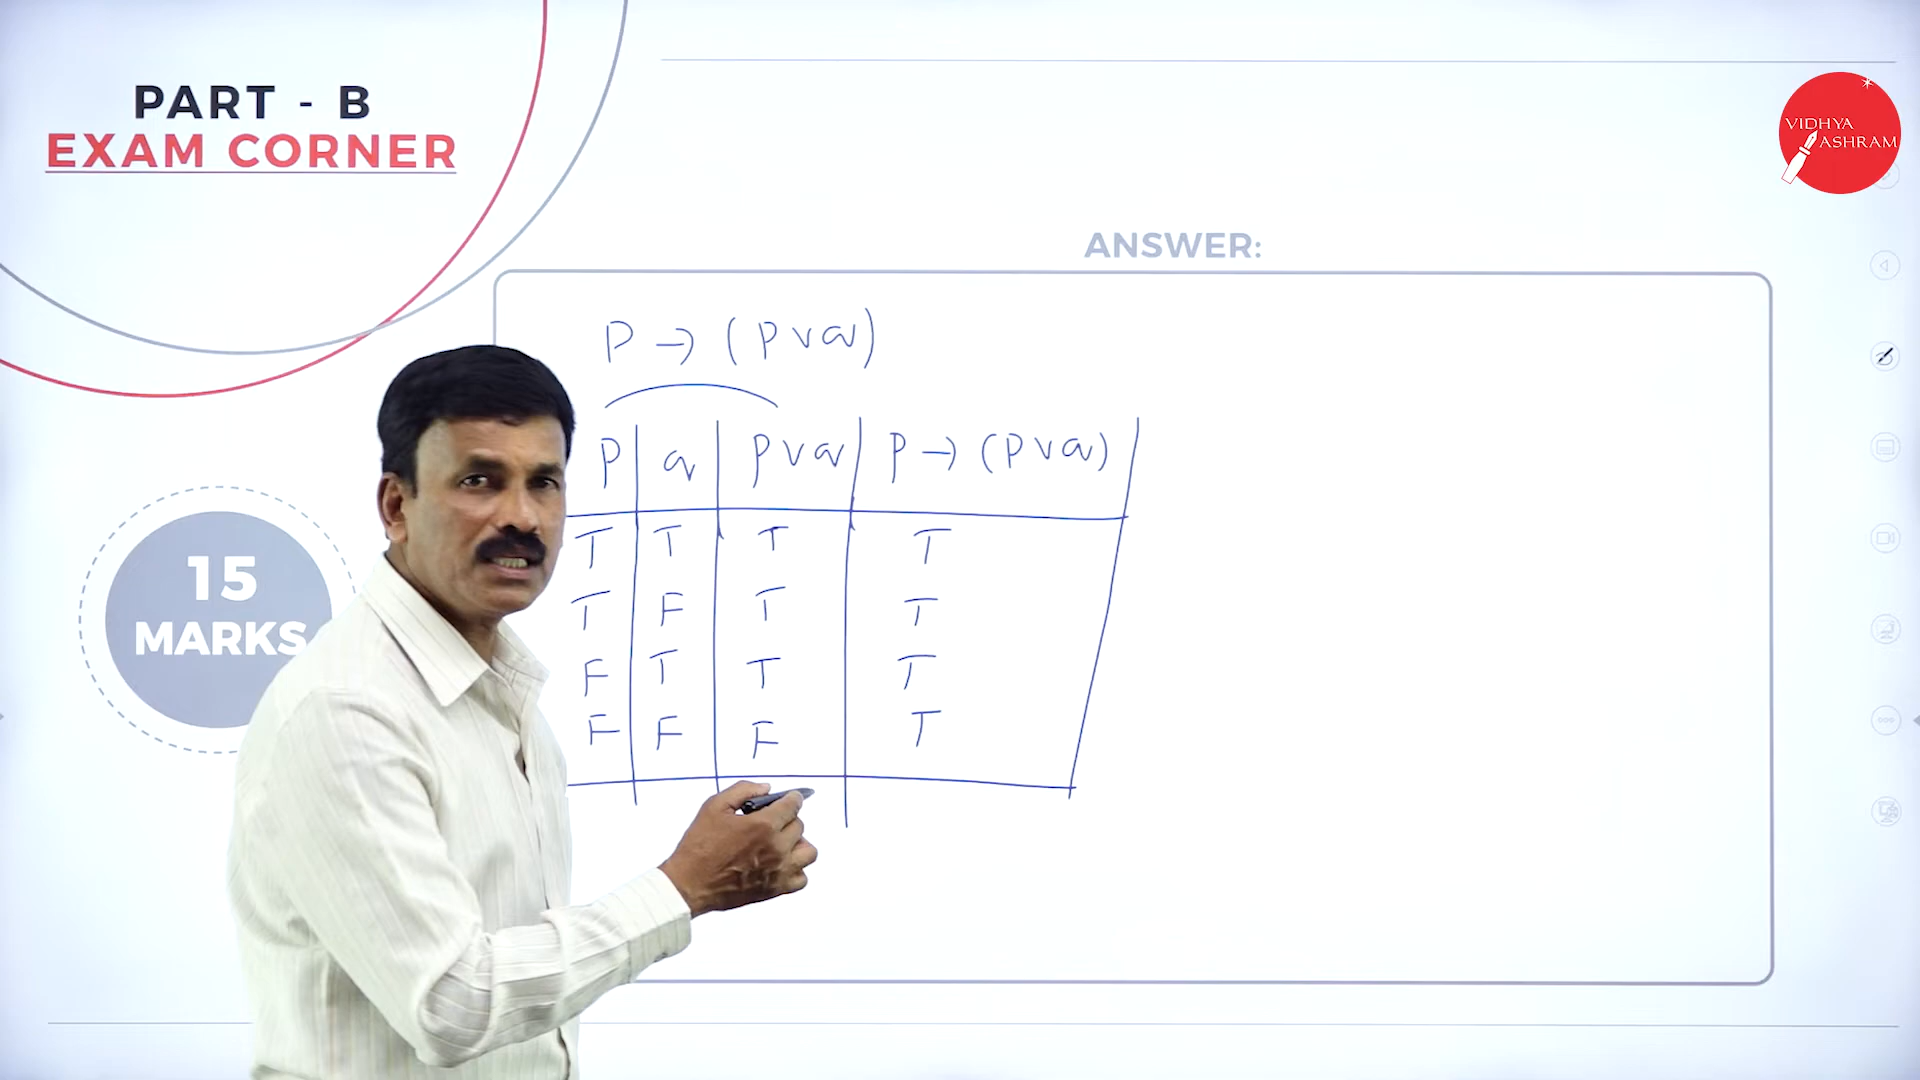 PART - B
EXAM CORNER
VIDHYA
ASHRAM
ANSWER:
P → (P ∨ q)
P q P ∨ q P → (P ∨ q)
T T T T
T F T T
F T T T
F F F T
15
MARKS